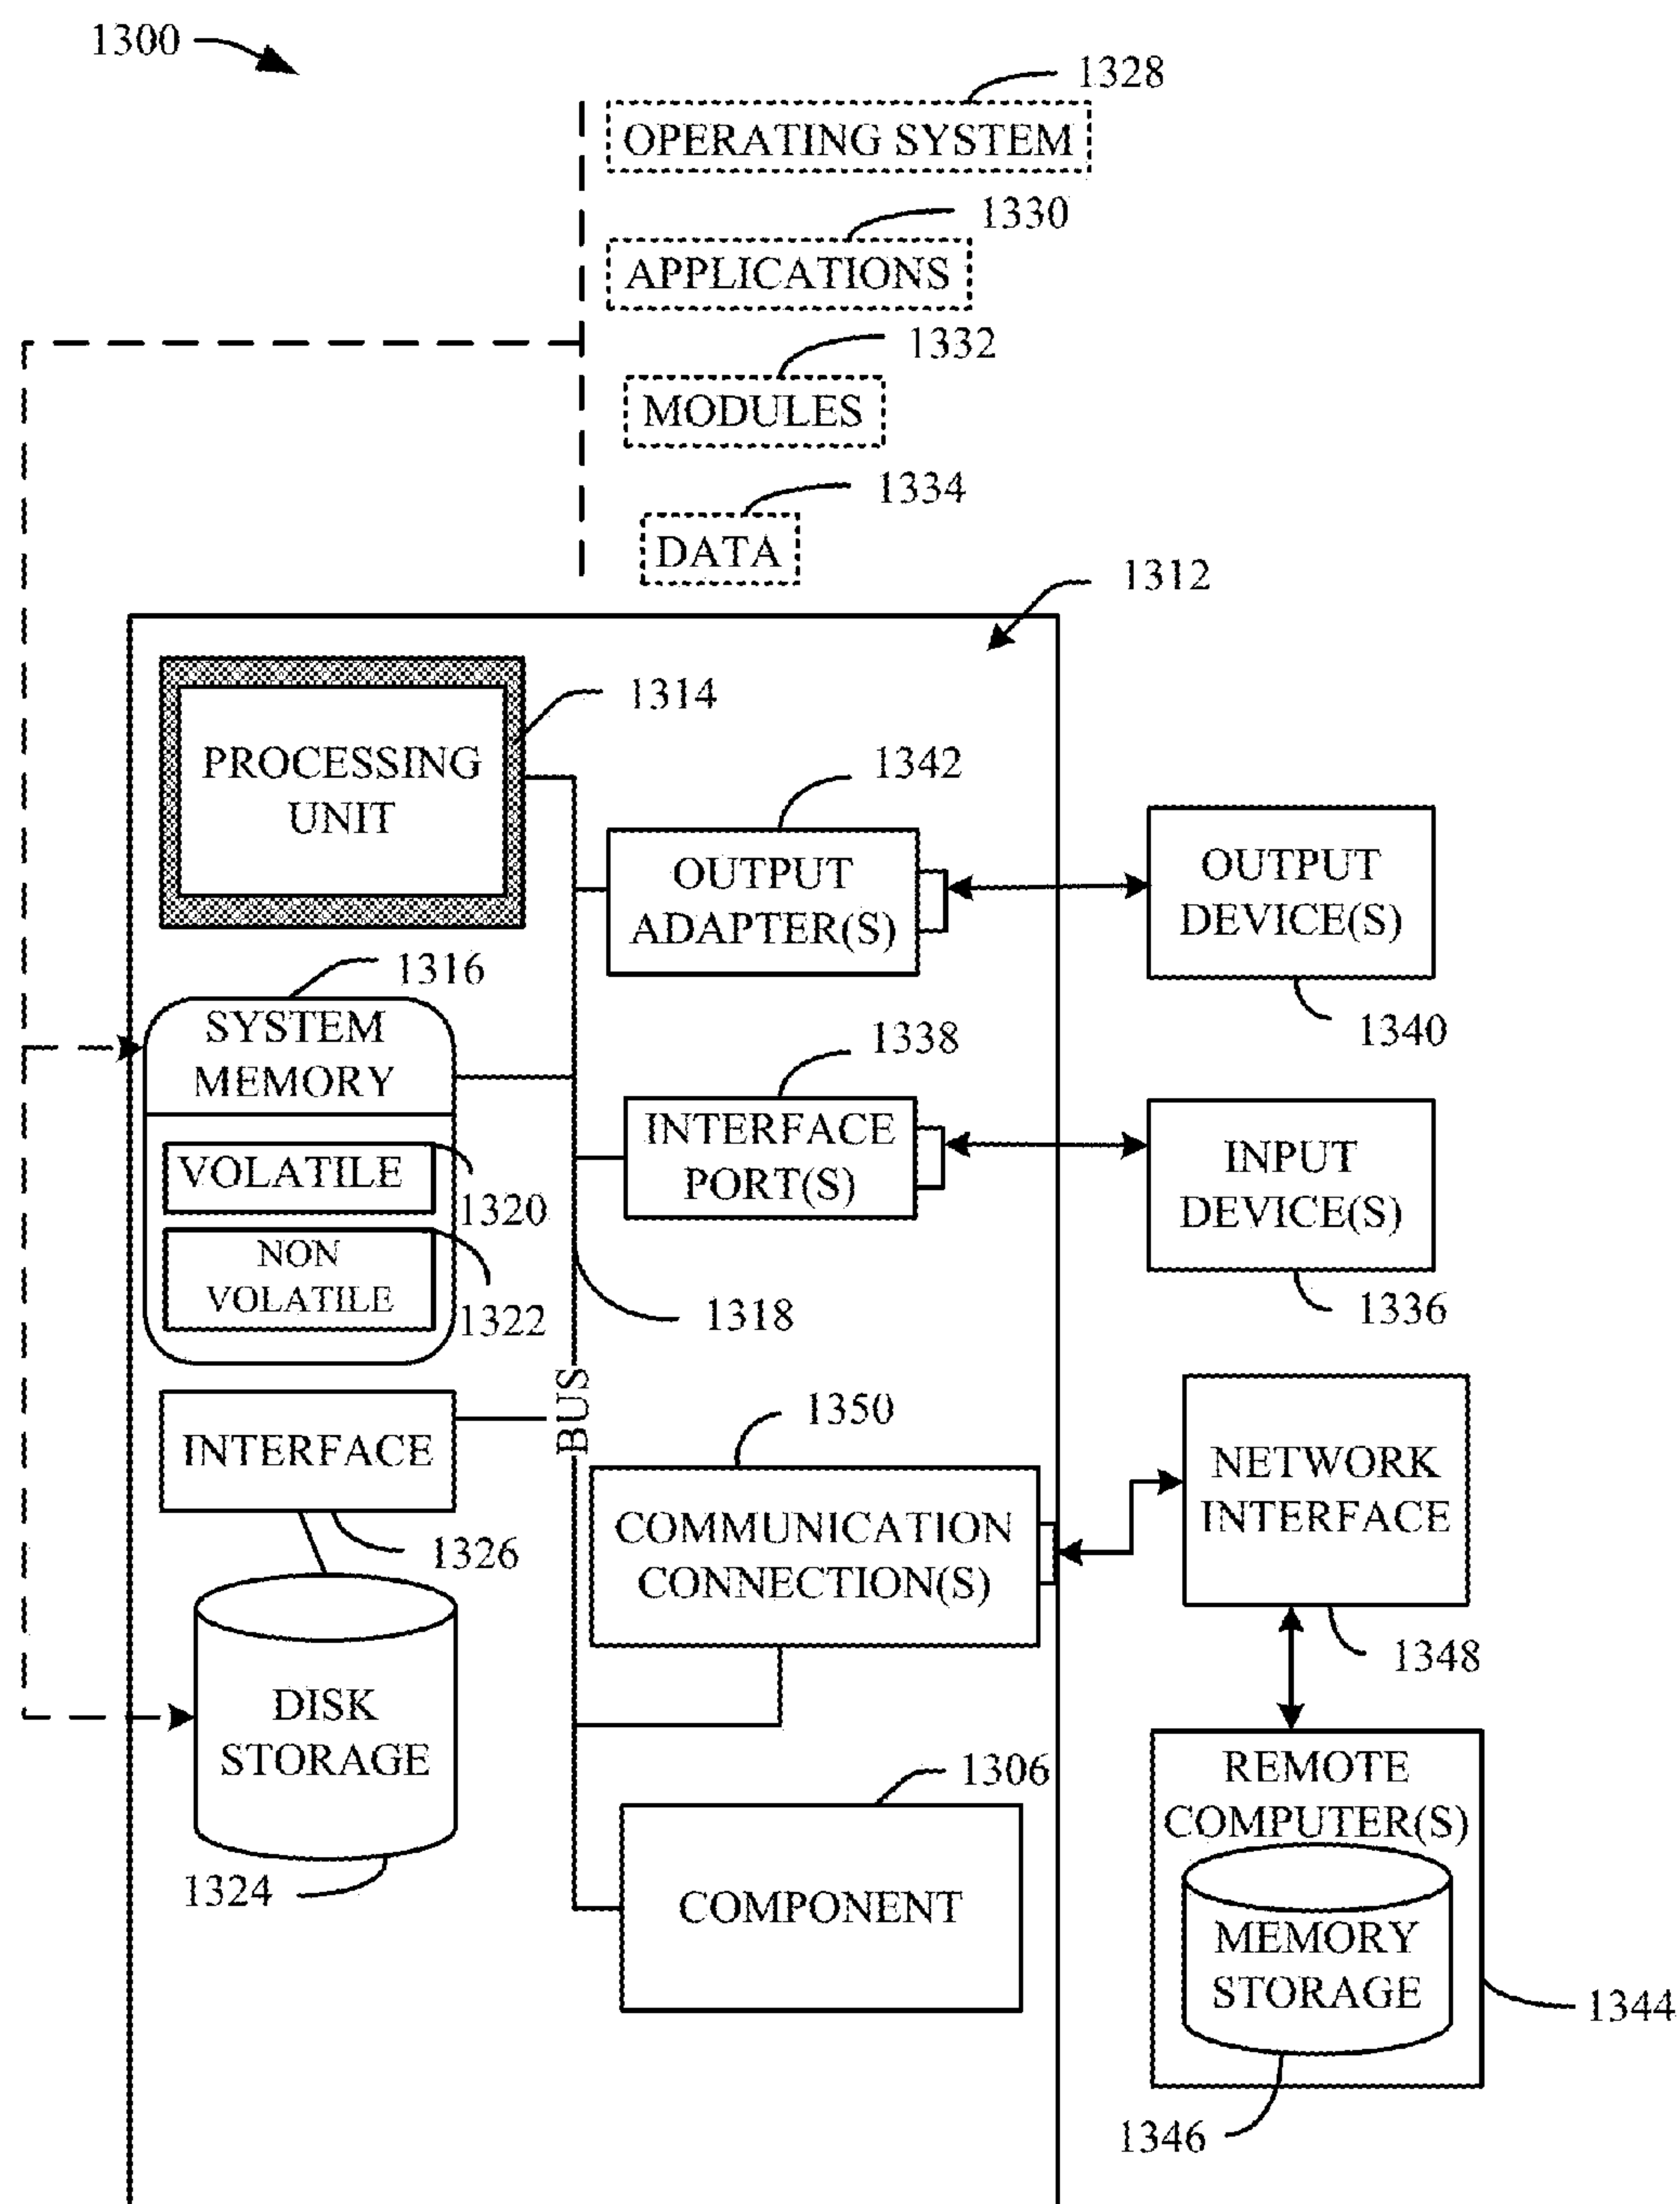 1300
1328
OPERATING SYSTEM
1330
APPLICATIONS
1332
MODULES
1334
DATA
1312
1314
PROCESSING
UNIT
1342
OUTPUT
ADAPTER(S)
OUTPUT
DEVICE(S)
1340
1316
SYSTEM
MEMORY
VOLATILE
1320
NON
VOLATILE
1322
1338
INTERFACE
PORT(S)
INPUT
DEVICE(S)
1336
1318
BUS
INTERFACE
1326
1350
COMMUNICATION
CONNECTION(S)
NETWORK
INTERFACE
1348
DISK
STORAGE
1324
1306
COMPONENT
REMOTE
COMPUTER(S)
MEMORY
STORAGE
1344
1346